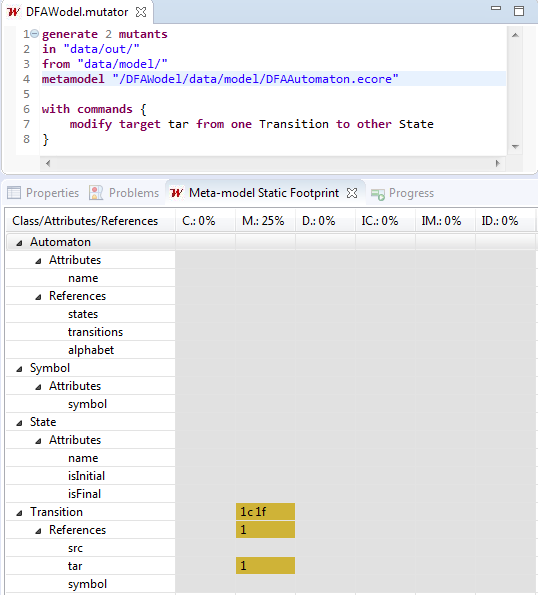 DFAWodel.mutator
1 generate 2 mutants
2 in "data/out/"
3 from "data/model/"
4 metamodel "/DFAWodel/data/model/DFAAutomaton.ecore"
5
6 with commands {
7 modify target tar from one Transition to other State
8 }
Properties Problems Meta-model Static Footprint Progress
Class/Attributes/References C.: 0% M.: 25% D.: 0% IC.: 0% IM.: 0% ID.: 0%
Automaton
Attributes
name
References
states
transitions
alphabet
Symbol
Attributes
symbol
State
Attributes
name
isInitial
isFinal
Transition 1c 1f
References 1
src
tar 1
symbol